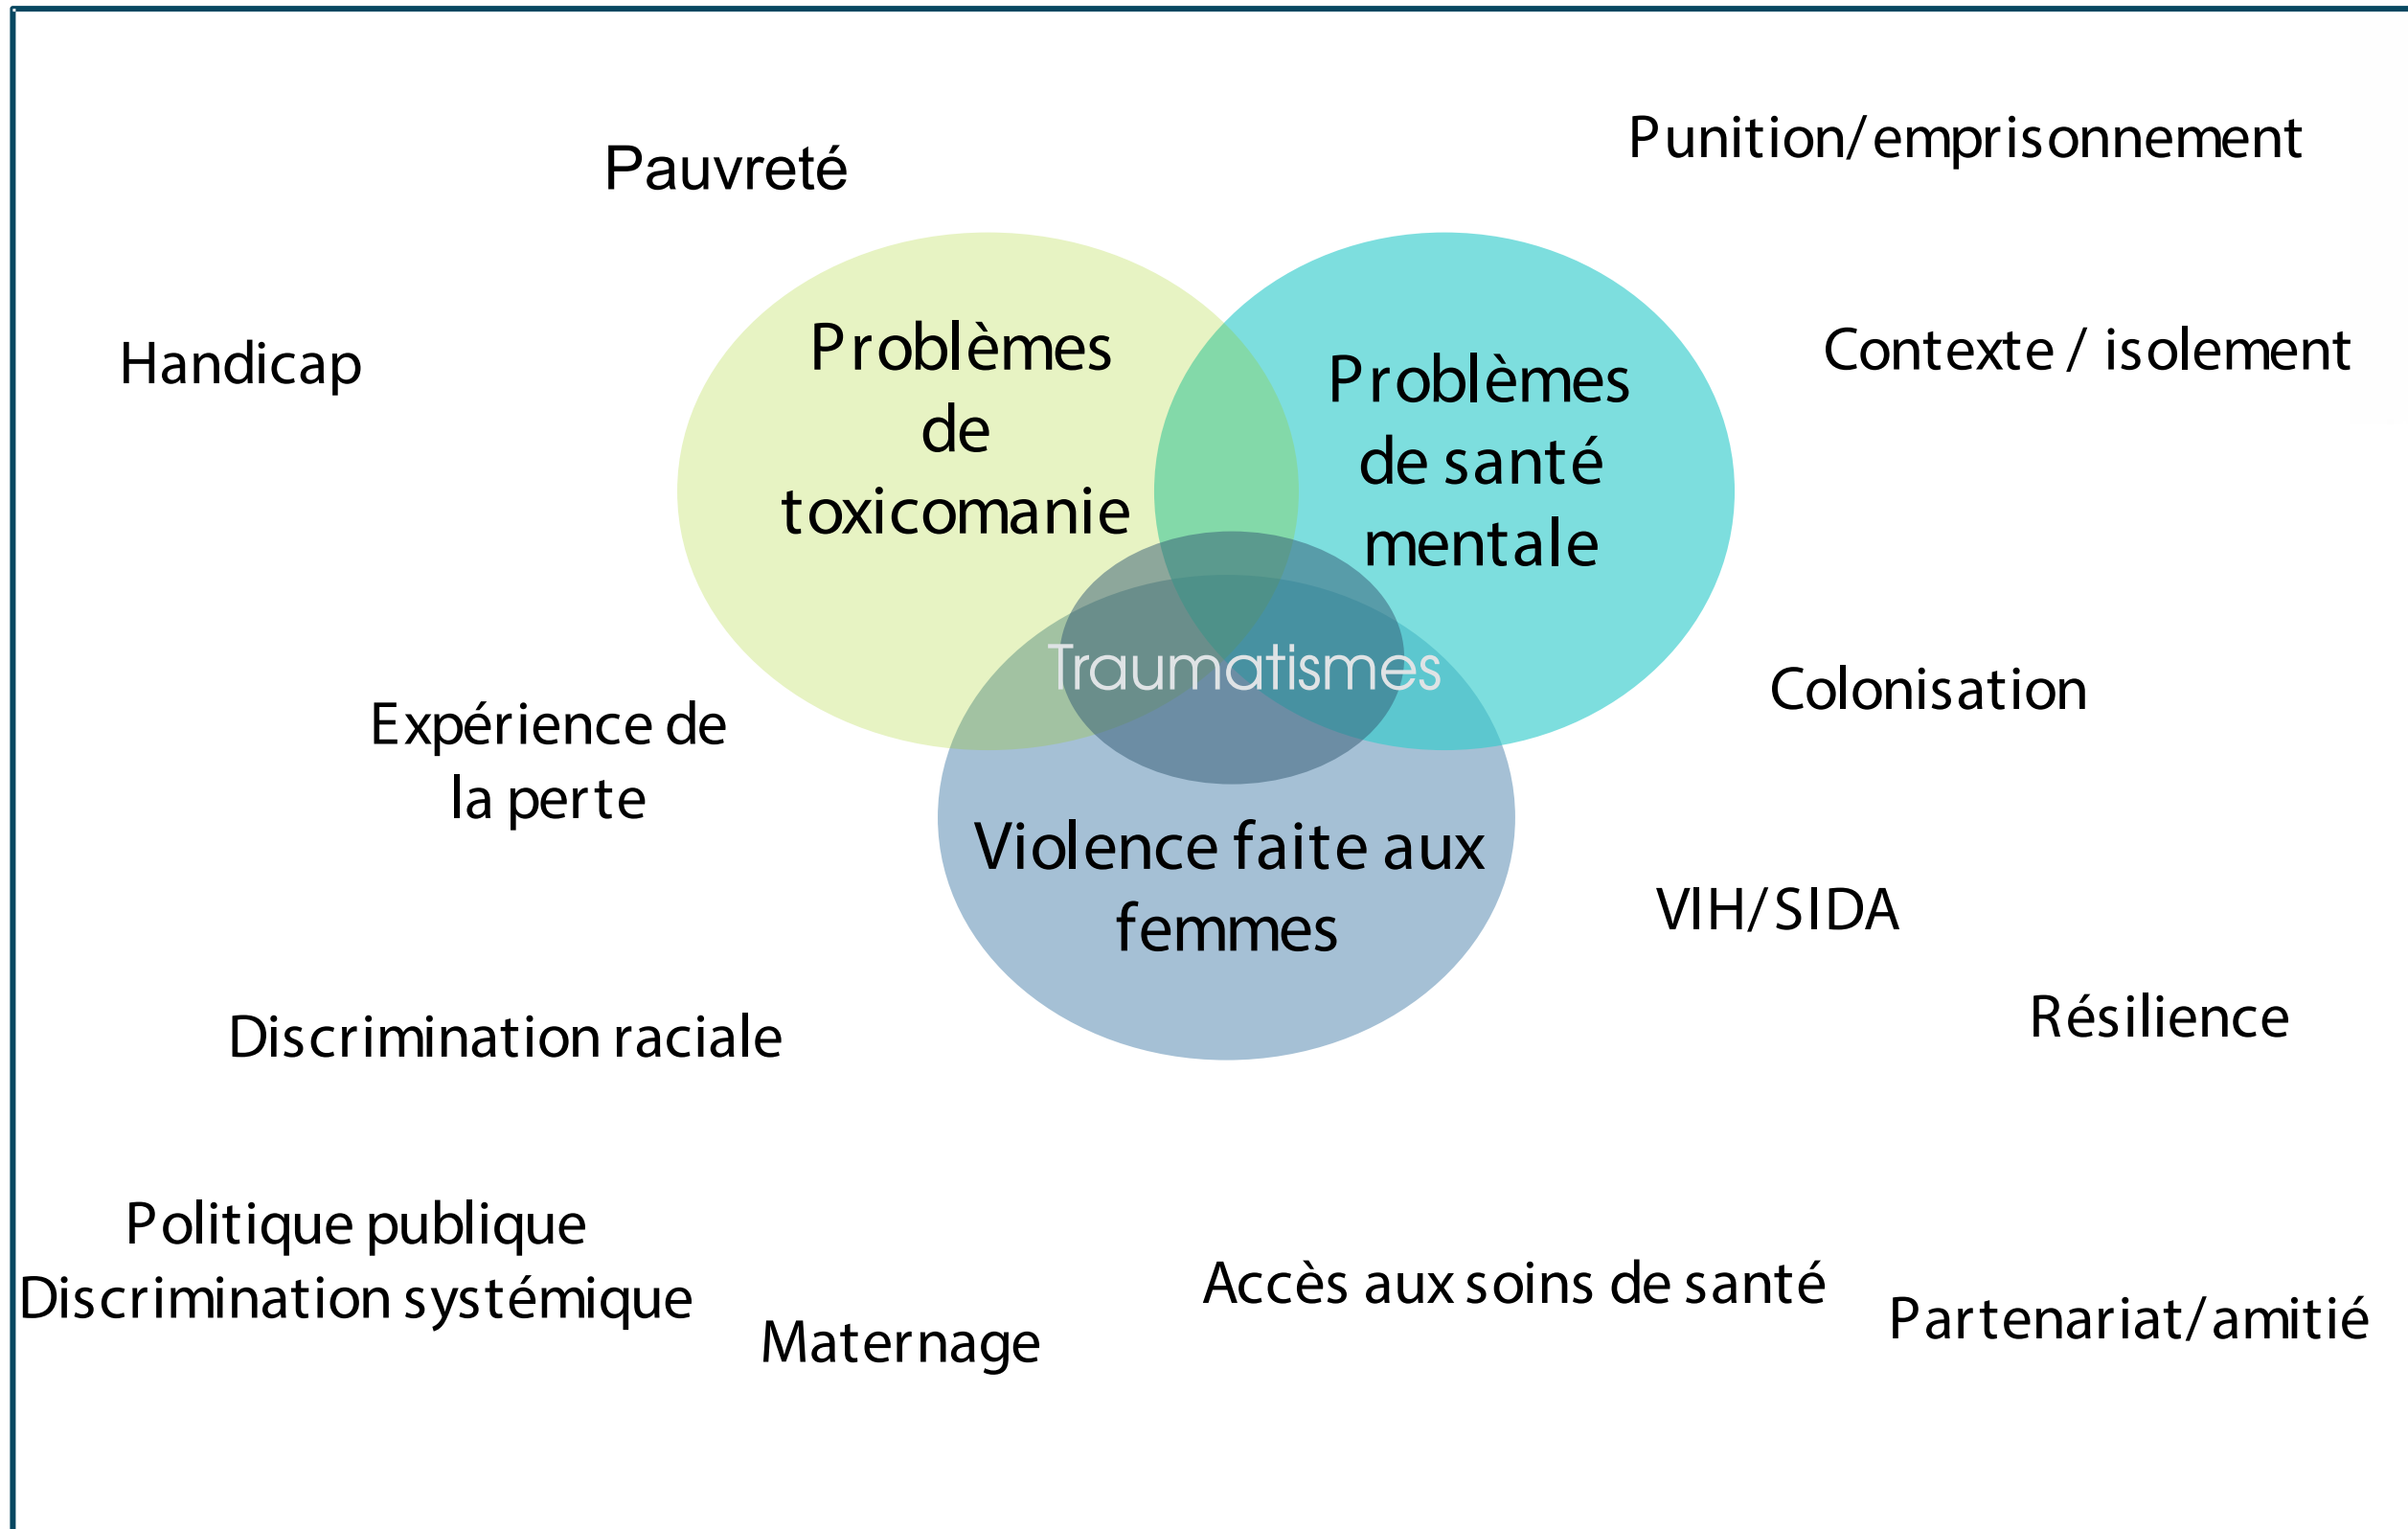 Punition/emprisonnement
Pauvreté
Handicap
Contexte / isolement
Problèmes
de
toxicomanie
Problèmes
de santé
mentale
Traumatismes
Expérience de
la perte
Colonisation
Violence faite aux
femmes
VIH/SIDA
Résilience
Discrimination raciale
Politique publique
Discrimination systémique
Maternage
Accès aux soins de santé
Partenariat/amitié